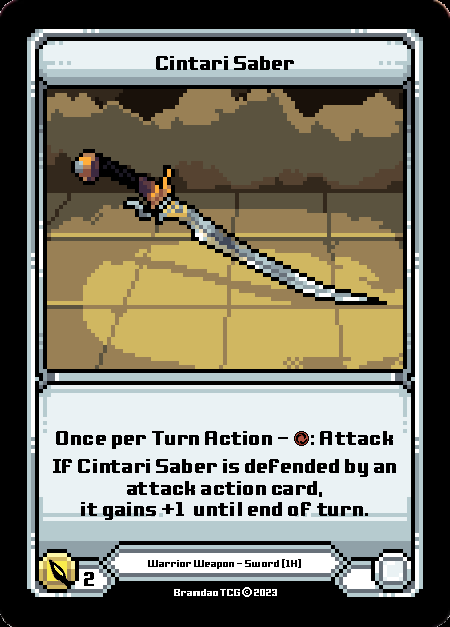 Cintari Saber
Once per Turn Action - : Attack
If Cintari Saber is defended by an
attack action card,
it gains +1 until end of turn.
2
Warrior Weapon - Sword [1H]
Brandao TCG © 2023